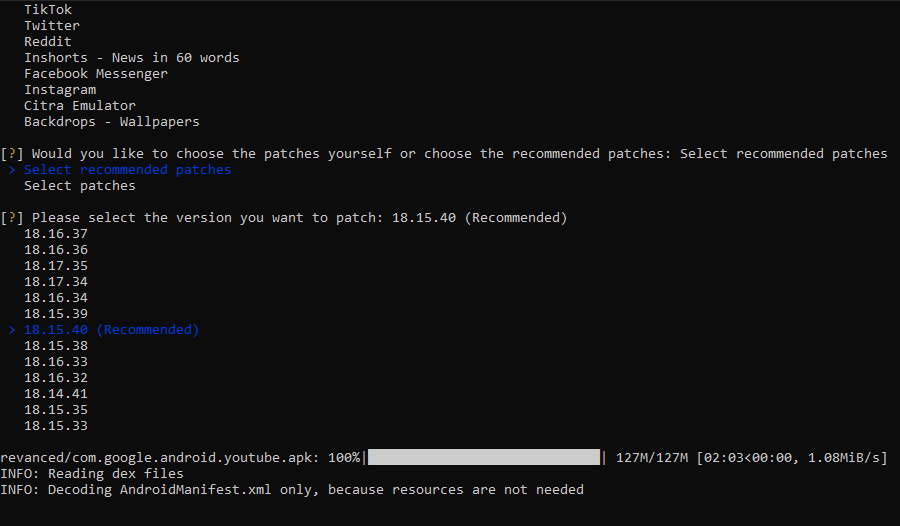 TikTok
Twitter
Reddit
Inshorts - News in 60 words
Facebook Messenger
Instagram
Citra Emulator
Backdrops - Wallpapers
[?] Would you like to choose the patches yourself or choose the recommended patches: Select recommended patches
> Select recommended patches
Select patches
[?] Please select the version you want to patch: 18.15.40 (Recommended)
18.16.37
18.16.36
18.17.35
18.17.34
18.16.34
18.15.39
> 18.15.40 (Recommended)
18.15.38
18.16.33
18.16.32
18.14.41
18.15.35
18.15.33
revanced/com.google.android.youtube.apk: 100%| | 127M/127M [02:03<00:00, 1.08MiB/s]
INFO: Reading dex files
INFO: Decoding AndroidManifest.xml only, because resources are not needed